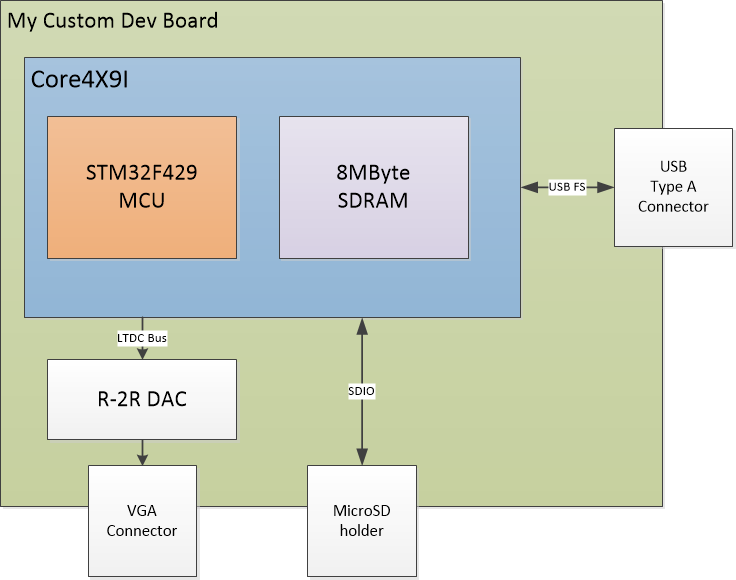 My Custom Dev Board
Core4X9I
STM32F429
MCU
8MByte
SDRAM
USB FS
USB
Type A
Connector
LTDC Bus
R-2R DAC
SDIO
VGA
Connector
MicroSD
holder